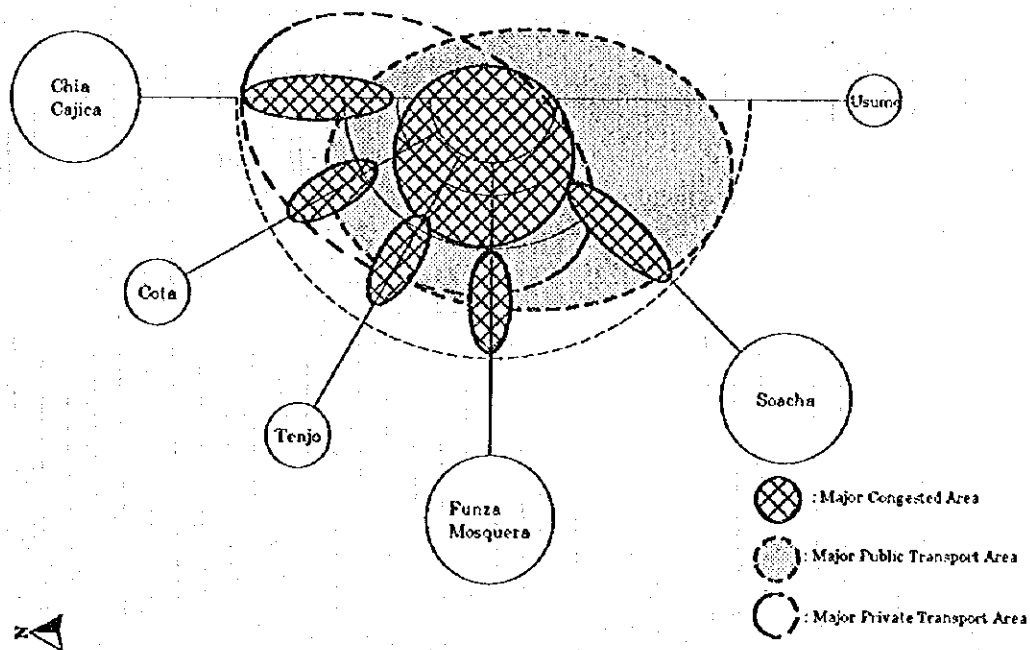 Chia
Cajica
Usume
Cota
Tenjo
Soacha
Funza
Mosquera
: Major Congested Area
: Major Public Transport Area
: Major Private Transport Area
N